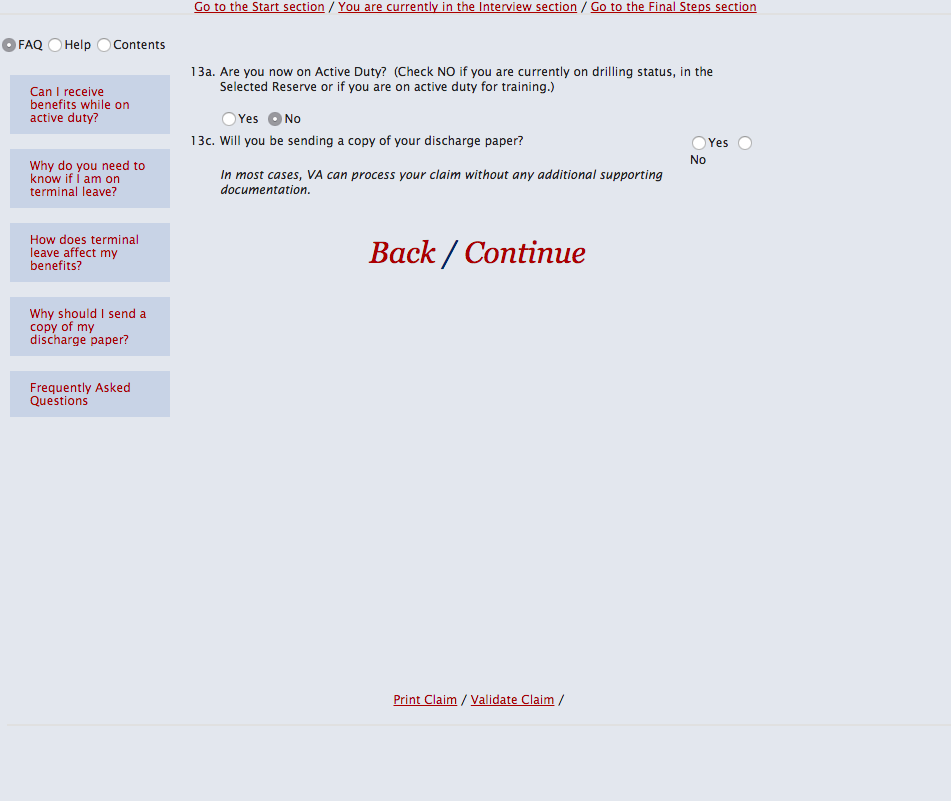 Go to the Start section / You are currently in the Interview section / Go to the Final Steps section
FAQ Help Contents
Can I receive
benefits while on
active duty?
Why do you need to
know if I am on
terminal leave?
How does terminal
leave affect my
benefits?
Why should I send a
copy of my
discharge paper?
Frequently Asked
Questions
13a. Are you now on Active Duty? (Check NO if you are currently on drilling status, in the
Selected Reserve or if you are on active duty for training.)
Yes No
13c. Will you be sending a copy of your discharge paper? Yes
No
In most cases, VA can process your claim without any additional supporting
documentation.
Back / Continue
Print Claim / Validate Claim /